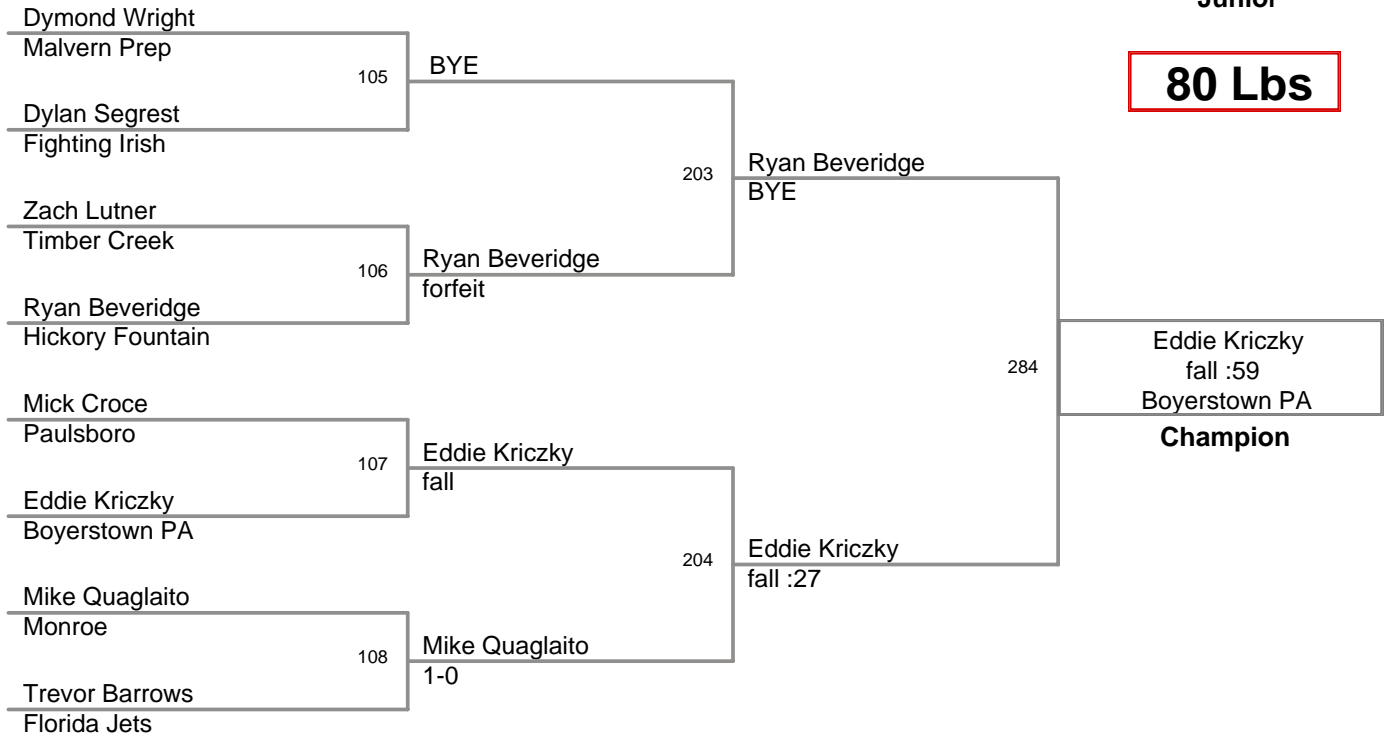 Junior
80 Lbs
Dymond Wright
Malvern Prep
105
BYE
Dylan Segrest
Fighting Irish
203
Ryan Beveridge
BYE
Zach Lutner
Timber Creek
106
Ryan Beveridge
forfeit
Ryan Beveridge
Hickory Fountain
284
Eddie Kriczky
fall :59
Boyerstown PA
Champion
Mick Croce
Paulsboro
107
Eddie Kriczky
fall
Eddie Kriczky
Boyerstown PA
204
Eddie Kriczky
fall :27
Mike Quaglaito
Monroe
108
Mike Quaglaito
1-0
Trevor Barrows
Florida Jets